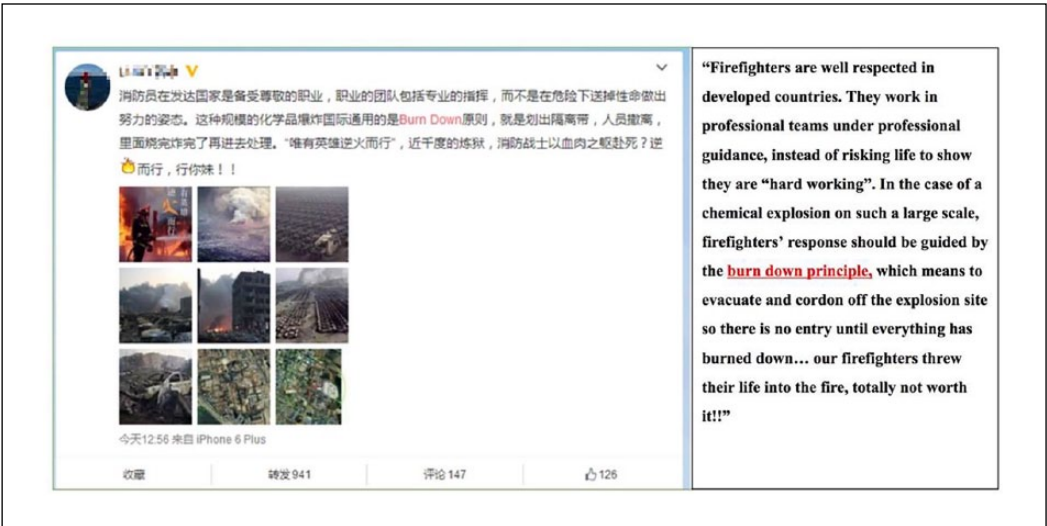 消防员在发达国家是备受尊敬的职业，职业的团队包括专业的指挥，而不是在危险下送掉性命做出
努力的姿态。这种规模的化学品爆炸国际通用的是Burn Down原则，就是划出隔离带，人员撤离，
里面烧完炸完了再进去处理。“唯有英雄逆火而行”，近千度的炼狱，消防战士以血肉之躯赴死？逆
而行，行你妹！！
今天12:56 来自 iPhone 6 Plus
收藏
转发 941
评论 147
126
“Firefighters are well respected in
developed countries. They work in
professional teams under professional
guidance, instead of risking life to show
they are “hard working”. In the case of a
chemical explosion on such a large scale,
firefighters’ response should be guided by
the burn down principle, which means to
evacuate and cordon off the explosion site
so there is no entry until everything has
burned down… our firefighters threw
their life into the fire, totally not worth
it!!”